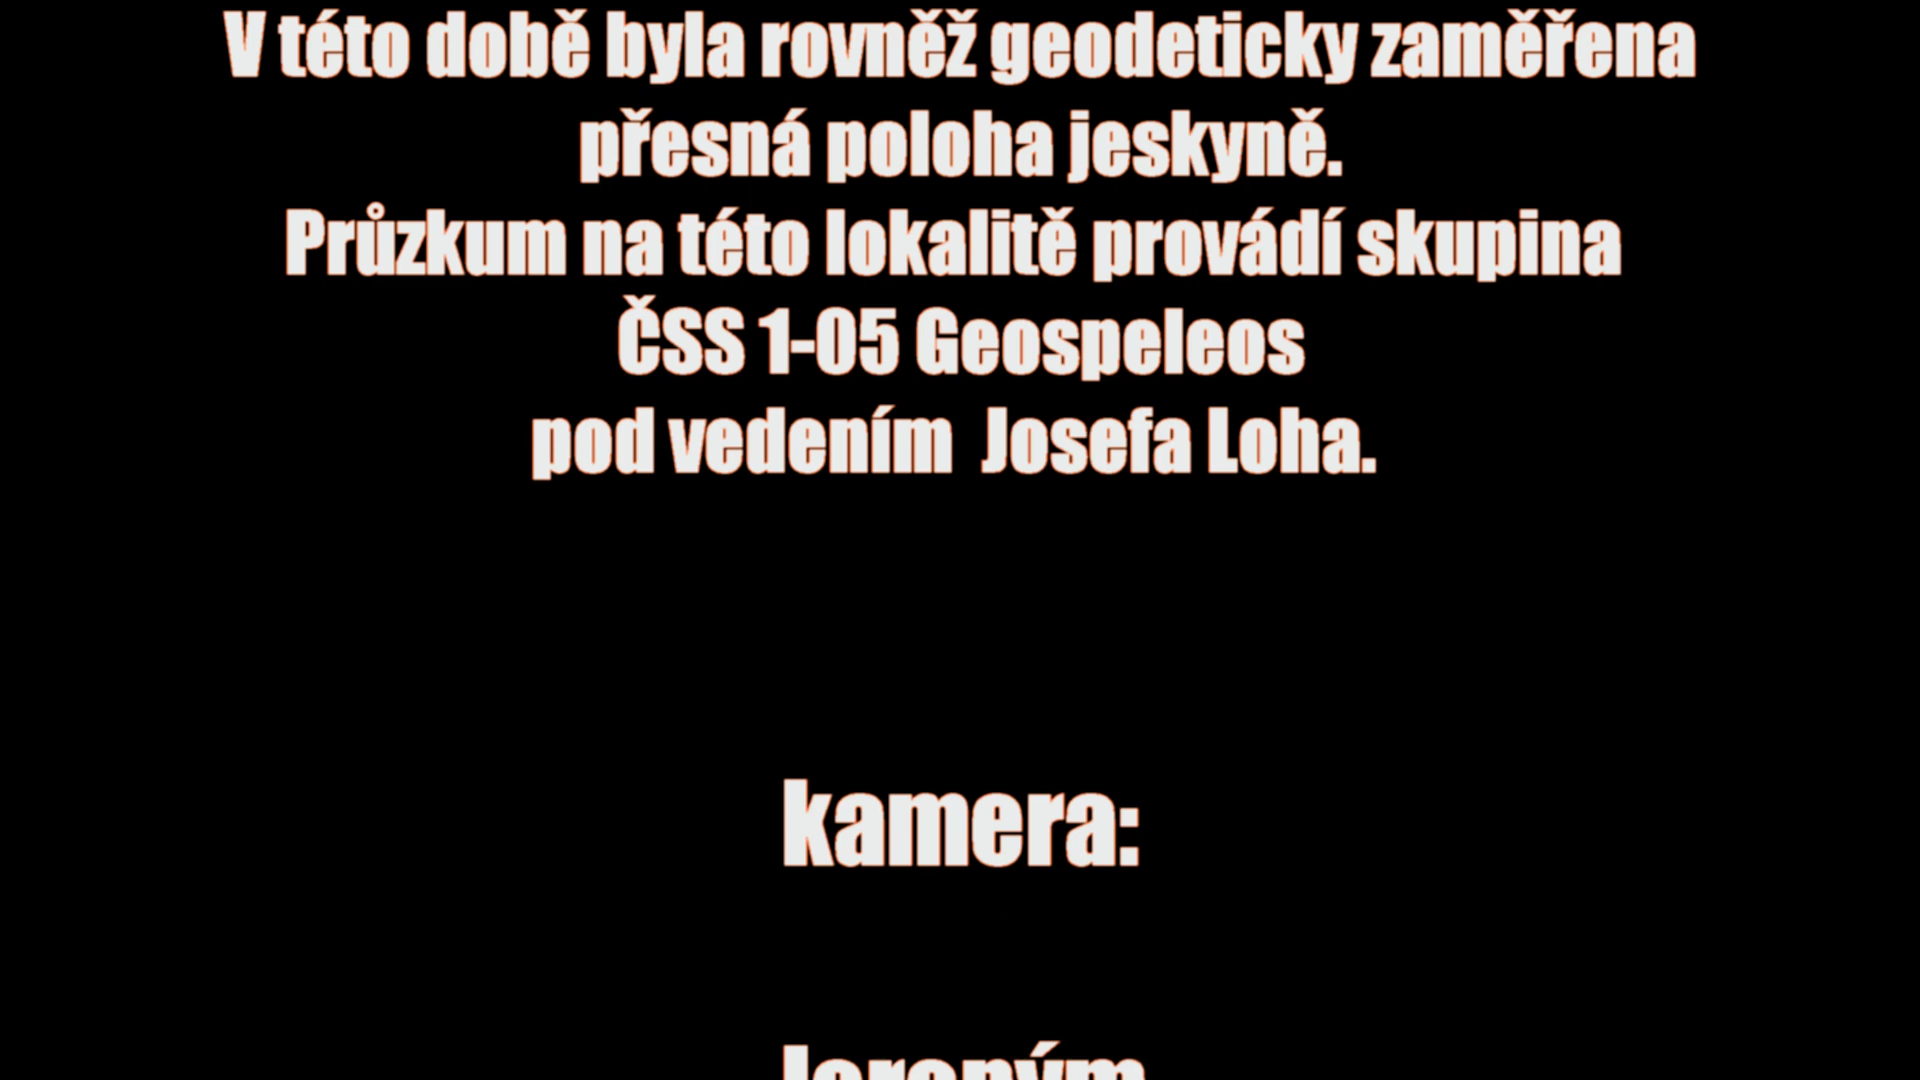 V této době byla rovněž geodeticky zaměřena
přesná poloha jeskyně.
Průzkum na této lokalitě provádí skupina
ČSS 1-05 Geospeleos
pod vedením  Josefa Loha.
kamera: